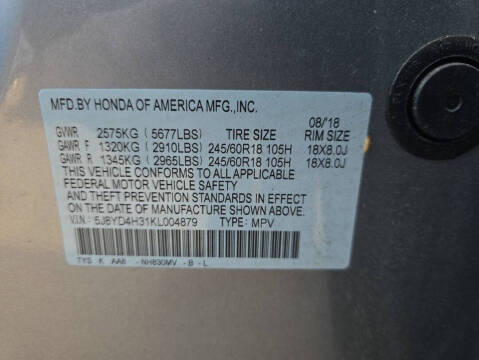 MFD.BY HONDA OF AMERICA MFG.,INC.
08/'18
GVWR 2575KG (5677LBS) TIRE SIZE RIM SIZE
GAWR F 1320KG (2910LBS) 245/60R18 105H 18X8.0J
GAWR R 1345KG (2965LBS) 245/60R18 105H 18X8.0J
THIS VEHICLE CONFORMS TO ALL APPLICABLE
FEDERAL MOTOR VEHICLE SAFETY
AND THEFT PREVENTION STANDARDS IN EFFECT
ON THE DATE OF MANUFACTURE SHOWN ABOVE.
V.I.N.: 5J8YD4H31KL004879 TYPE: MPV
TYS K AA6 -NH830MV -B -L